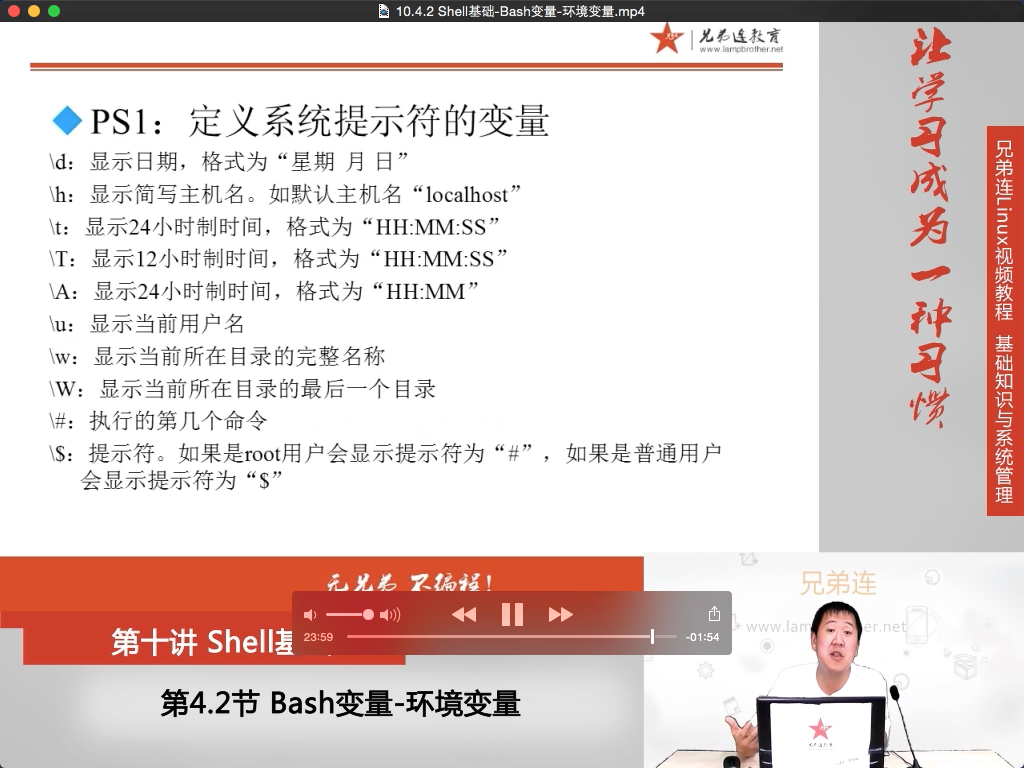 10.4.2 Shell基础-Bash变量-环境变量.mp4
兄弟连教育
www.lampbrother.net
PS1：定义系统提示符的变量
\d：显示日期，格式为“星期 月 日”
\h：显示简写主机名。如默认主机名“localhost”
\t：显示24小时制时间，格式为“HH:MM:SS”
\T：显示12小时制时间，格式为“HH:MM:SS”
\A：显示24小时制时间，格式为“HH:MM”
\u：显示当前用户名
\w：显示当前所在目录的完整名称
\W：显示当前所在目录的最后一个目录
\#：执行的第几个命令
\$：提示符。如果是root用户会显示提示符为“#”，如果是普通用户
会显示提示符为“$”
让学习成为一种习惯
兄弟连Linux视频教程 基础知识与系统管理
无兄弟 不编程!
23:59
-01:54
第十讲 Shell基
第4.2节 Bash变量-环境变量
兄弟连
www.lam
other.net